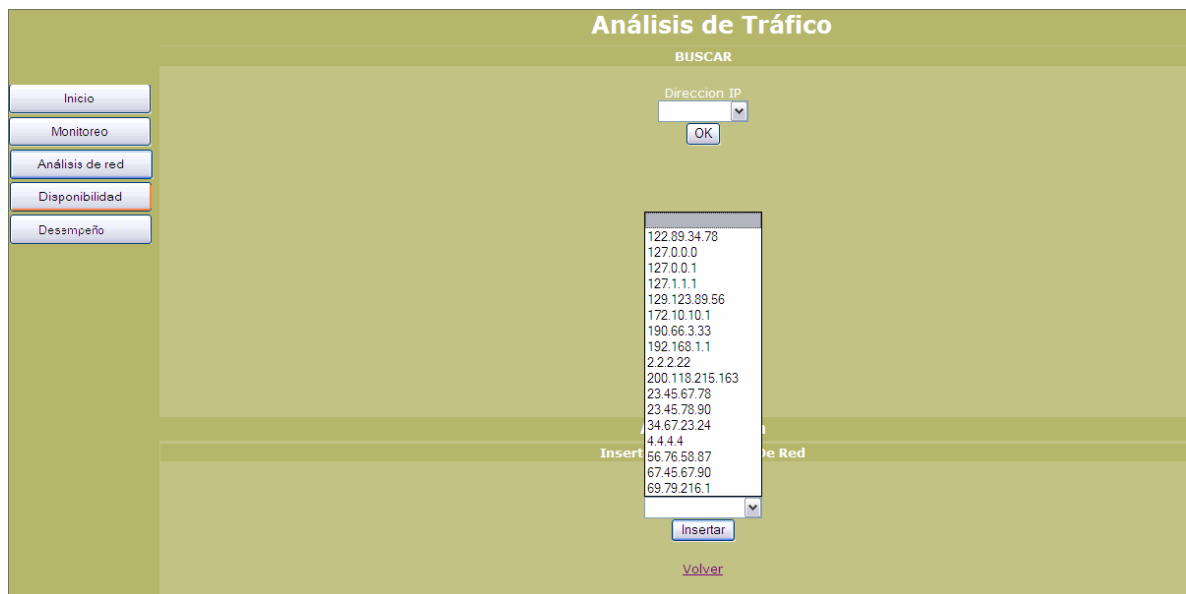 Análisis de Tráfico
BUSCAR
Direccion IP
OK
Inicio
Monitoreo
Análisis de red
Disponibilidad
Desempeño
122.89.34.78
127.0.0.0
127.0.0.1
127.1.1.1
129.123.89.56
172.10.10.1
190.66.3.33
192.168.1.1
2.2.2.22
200.118.215.163
23.45.67.78
23.45.78.90
34.67.23.24
4.4.4.4
56.76.58.87
67.45.67.90
69.79.216.1
De Red
Insertar
Volver